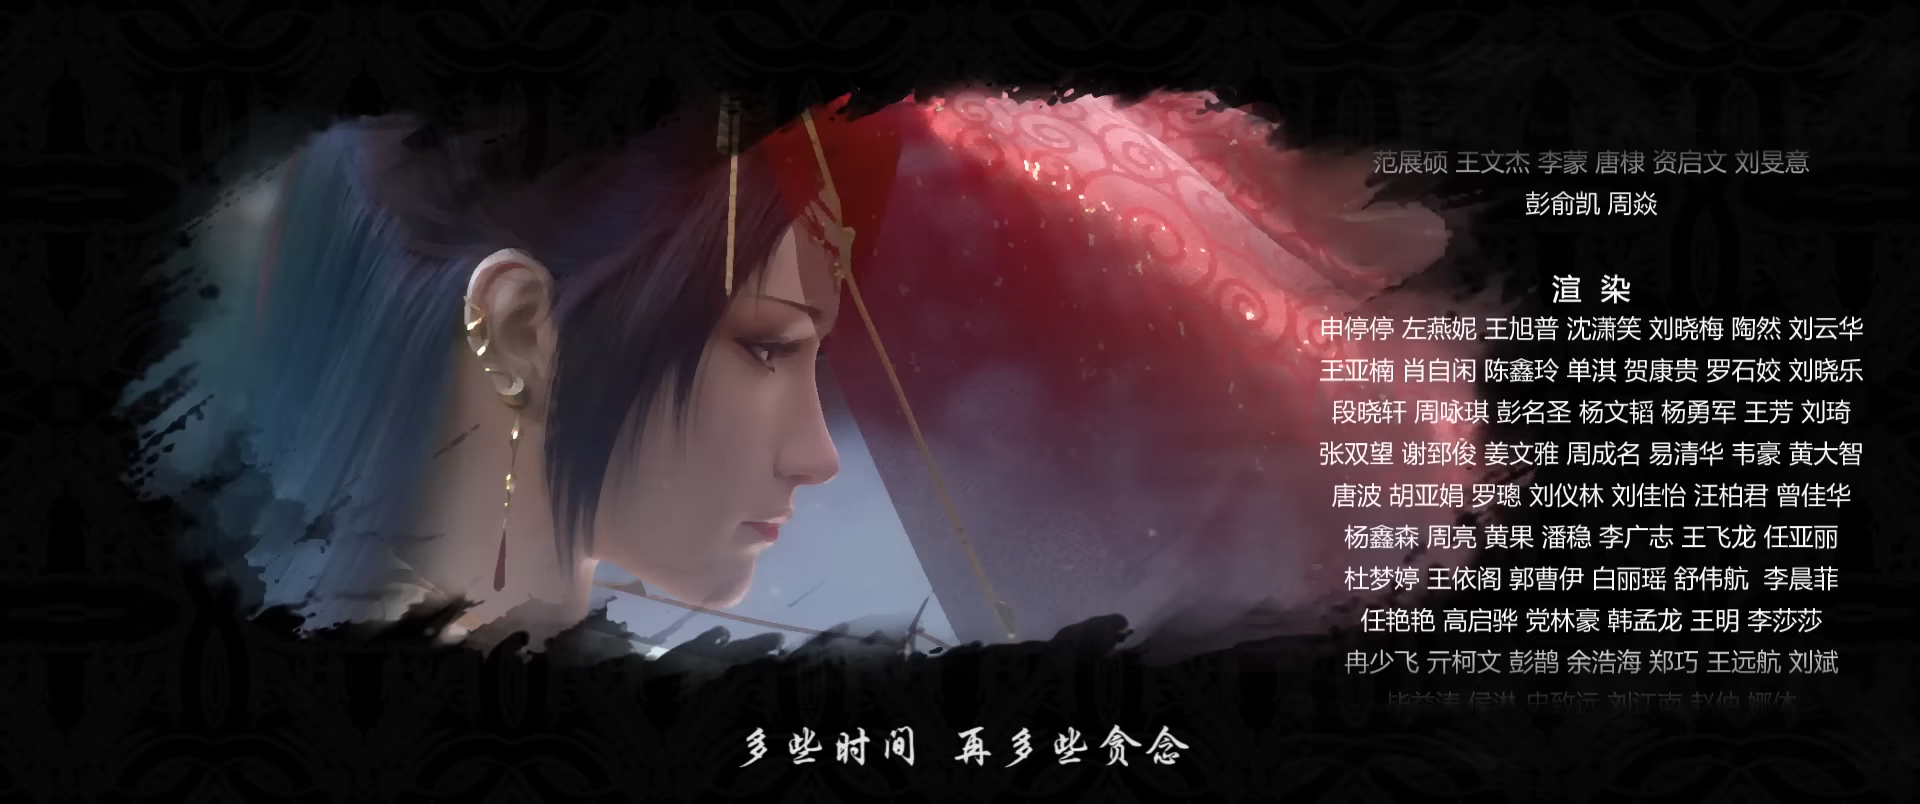 范展硕 王文杰 李蒙 唐棣 资启文 刘旻意
彭俞凯 周焱
渲 染
申停停 左燕妮 王旭普 沈潇笑 刘晓梅 陶然 刘云华
王亚楠 肖自闲 陈鑫玲 单淇 贺康贵 罗石姣 刘晓乐
段晓轩 周咏琪 彭名圣 杨文韬 杨勇军 王芳 刘琦
张双望 谢郅俊 姜文雅 周成名 易清华 韦豪 黄大智
唐波 胡亚娟 罗璁 刘仪林 刘佳怡 汪柏君 曾佳华
杨鑫森 周亮 黄果 潘稳 李广志 王飞龙 任亚丽
杜梦婷 王依阁 郭曹伊 白丽瑶 舒伟航 李晨菲
任艳艳 高启骅 党林豪 韩孟龙 王明 李莎莎
冉少飞 亓柯文 彭鹊 余浩海 郑巧 王远航 刘斌
多些时间 再多些贪念